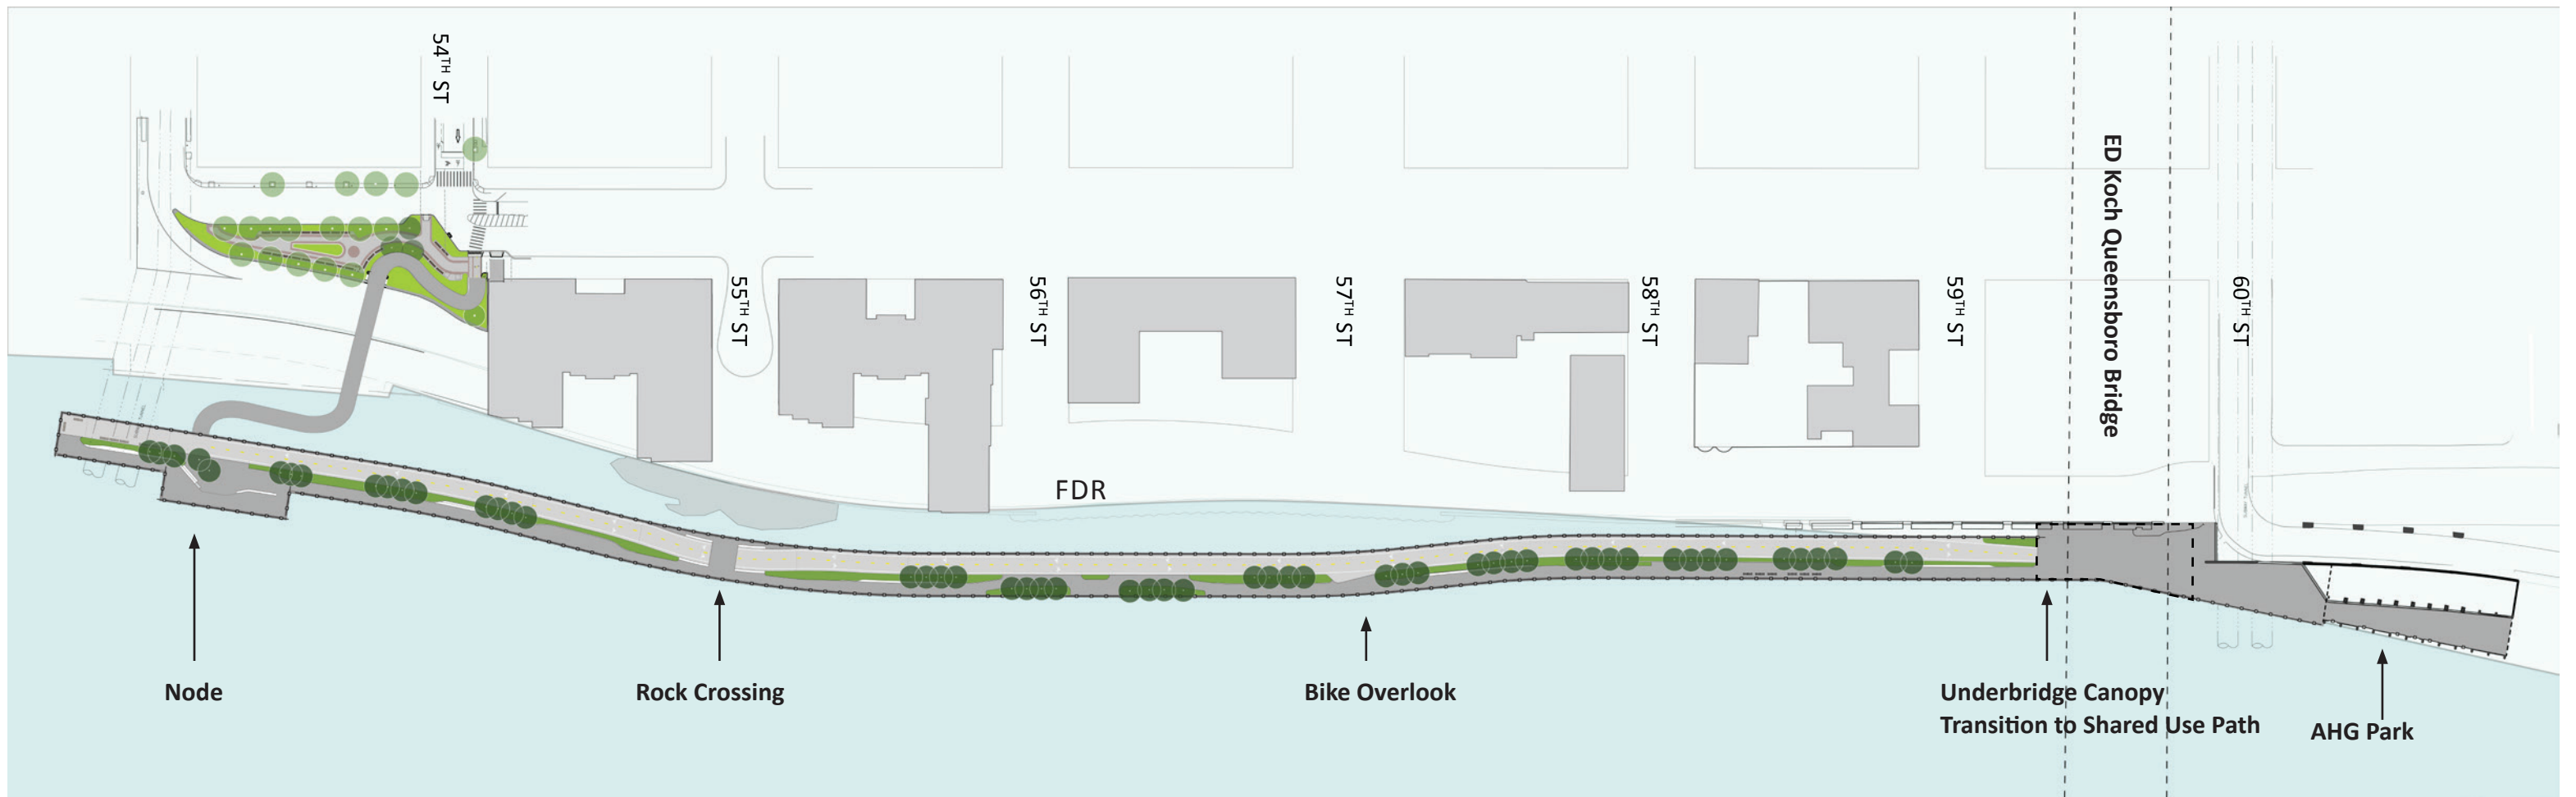 54TH ST
55TH ST
56TH ST
57TH ST
58TH ST
59TH ST
ED Koch Queensboro Bridge
60TH ST
FDR
Node
Rock Crossing
Bike Overlook
Underbridge Canopy
Transition to Shared Use Path
AHG Park